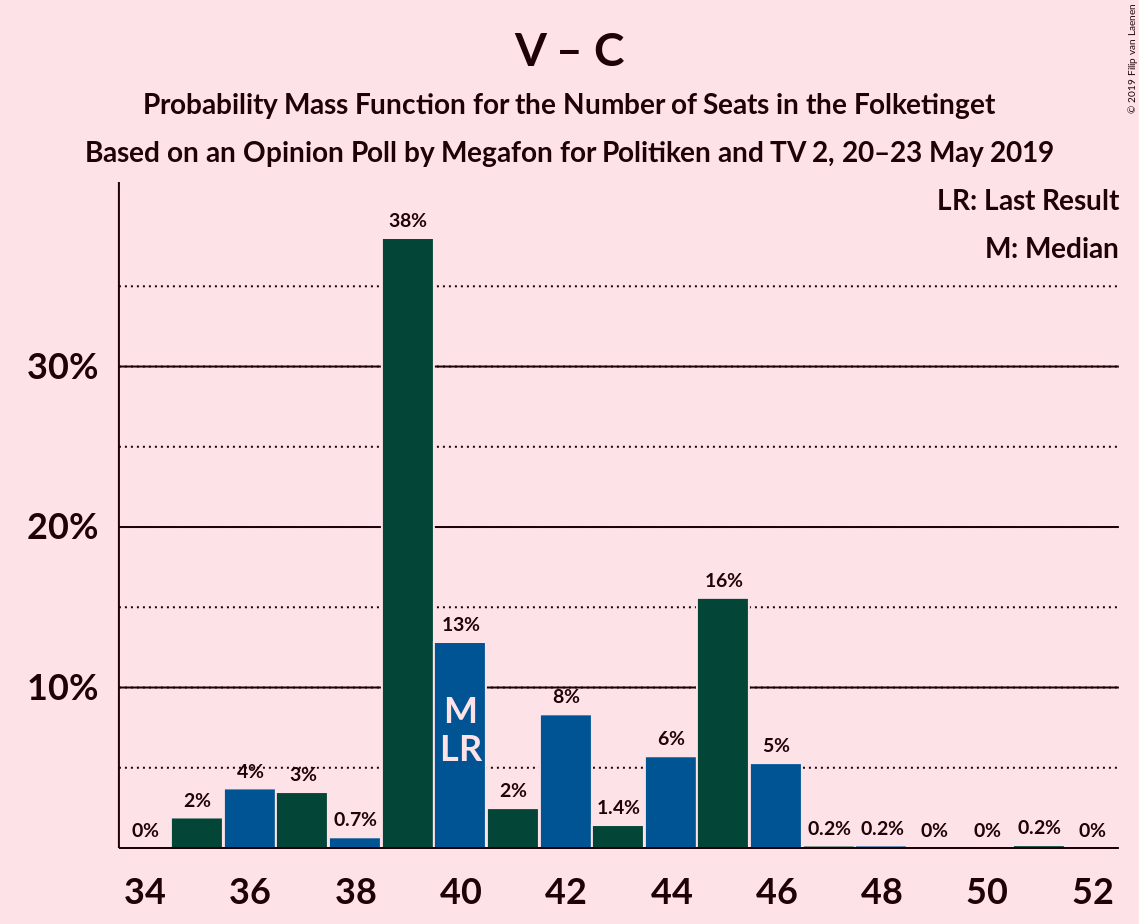 V – C
Probability Mass Function for the Number of Seats in the Folketinget
Based on an Opinion Poll by Megafon for Politiken and TV 2, 20–23 May 2019
© 2019 Filip van Laenen
LR: Last Result
M: Median
30%
20%
10%
0%
2%
4%
3%
0.7%
38%
13%
M
LR
2%
8%
1.4%
6%
16%
5%
0.2%
0.2%
0%
0%
0.2%
0%
34 36 38 40 42 44 46 48 50 52